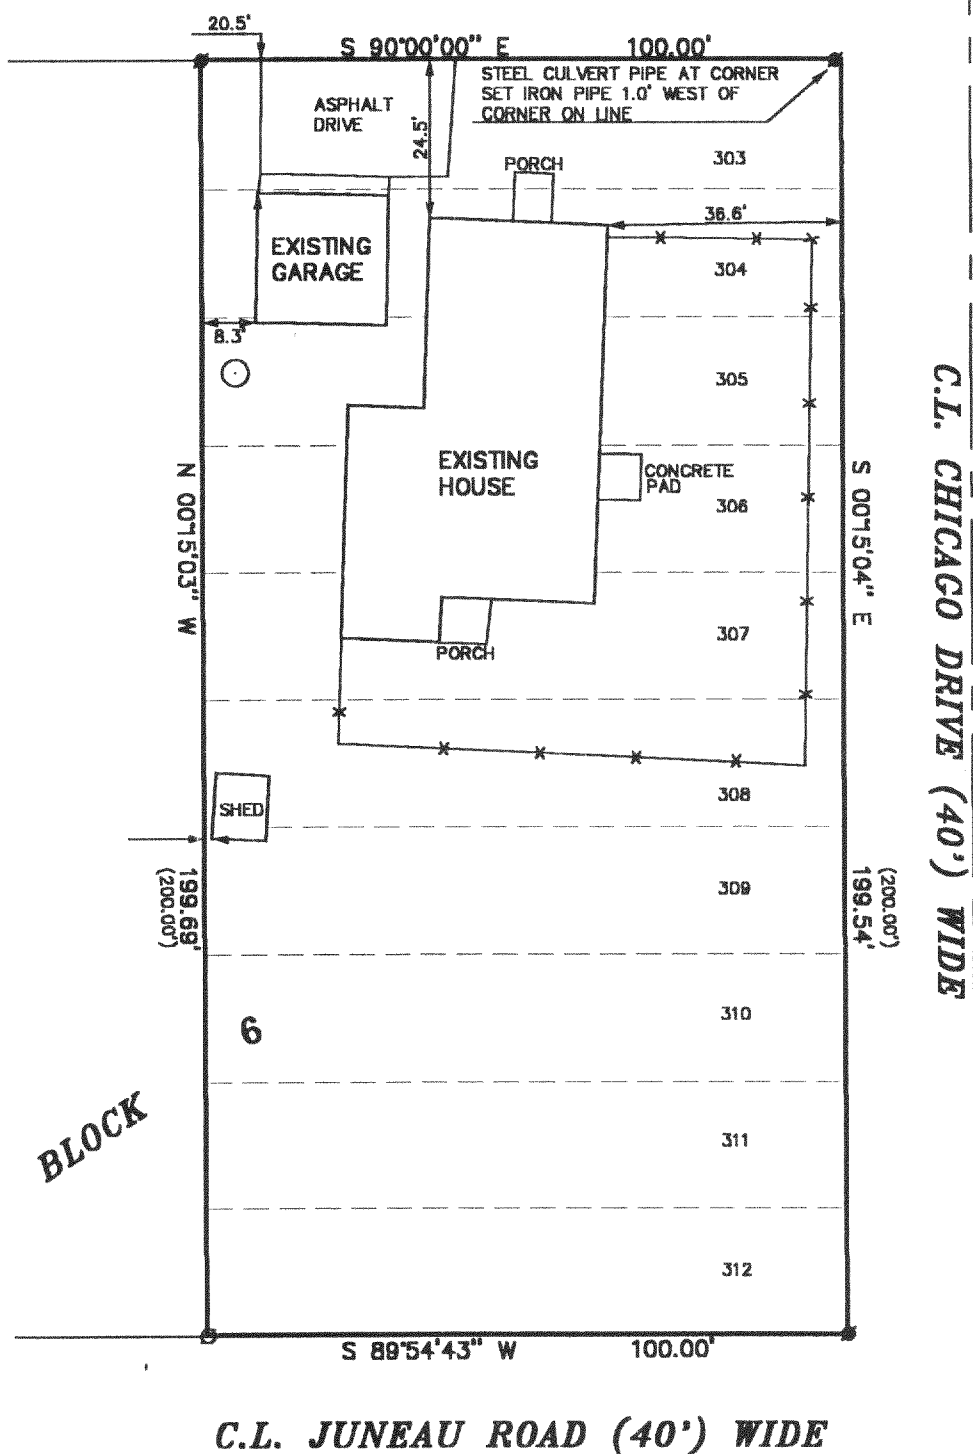 20.5'
S 90°00'00" E 100.00'
STEEL CULVERT PIPE AT CORNER
SET IRON PIPE 1.0' WEST OF
CORNER ON LINE
ASPHALT
DRIVE
24.5'
303
PORCH
36.6'
EXISTING
GARAGE
304
8.3'
305
C.L. CHICAGO DRIVE (40') WIDE
EXISTING
HOUSE
CONCRETE
PAD
N 00°15'03" W
S 00°15'04" E
306
307
PORCH
308
SHED
199.69'
(200.00')
309
199.54'
(200.00')
310
6
BLOCK
311
312
S 89°54'43" W 100.00'
C.L. JUNEAU ROAD (40') WIDE